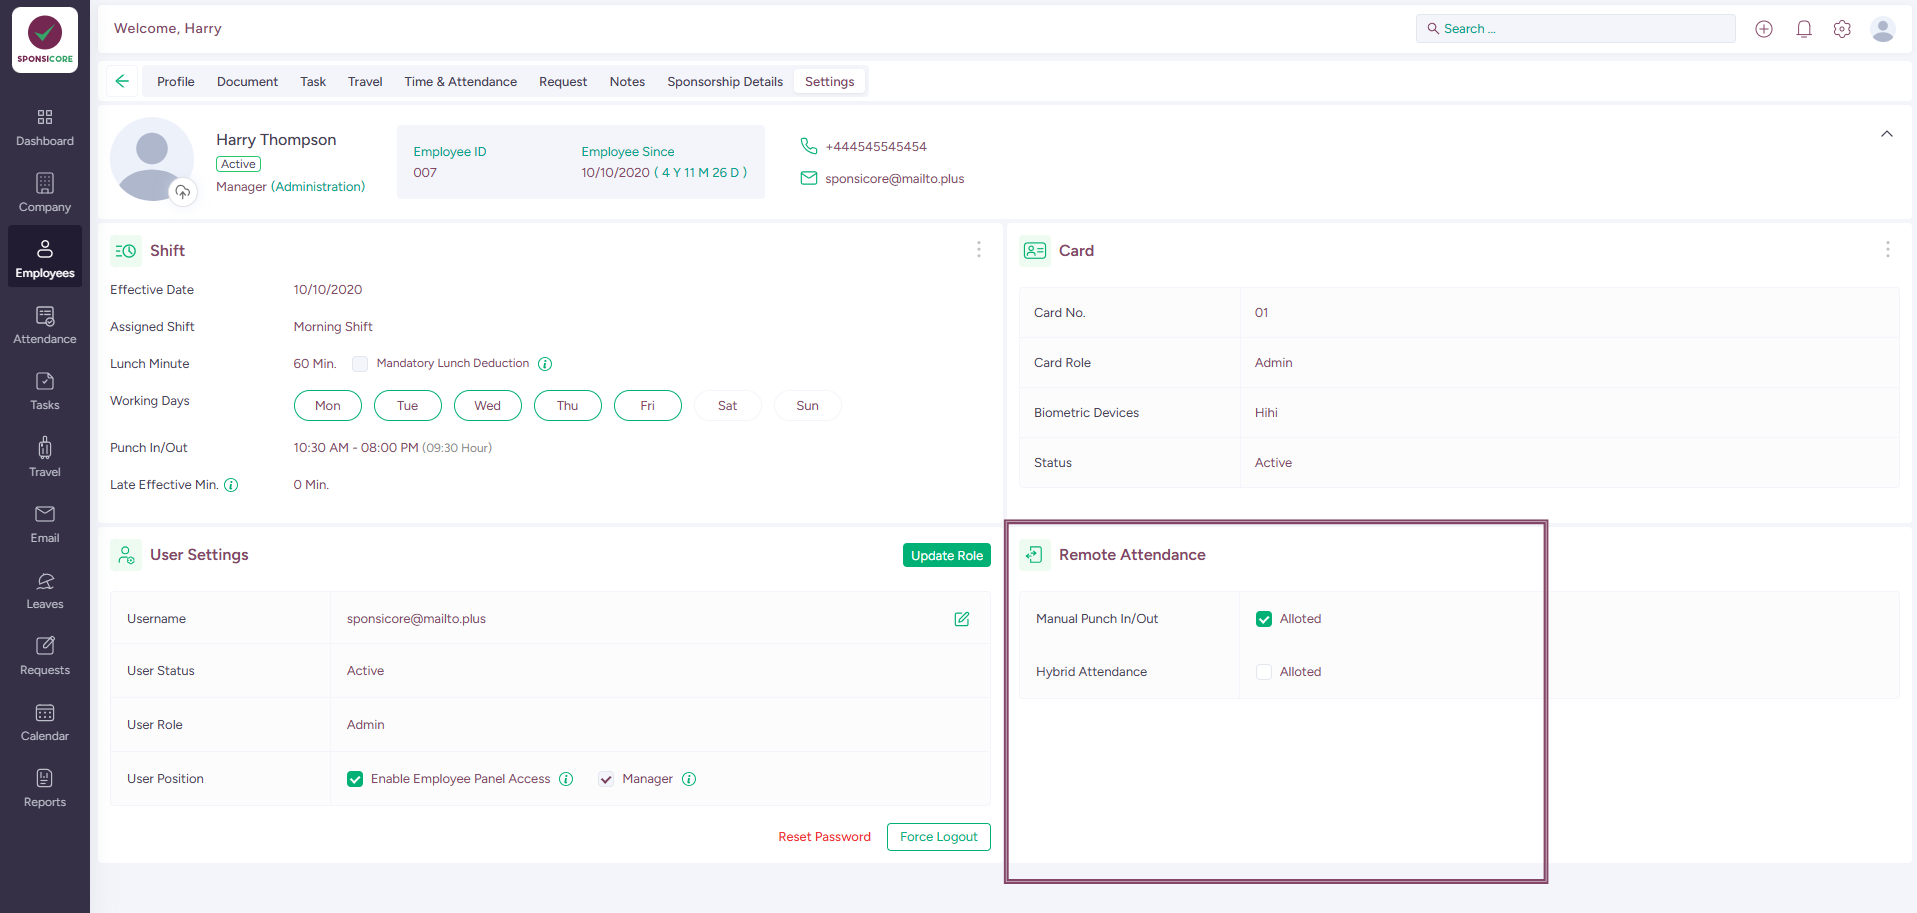 SPONSICORE
Dashboard
Company
Employees
Attendance
Tasks
Travel
Email
Leaves
Requests
Calendar
Reports
Welcome, Harry
Search ...
Profile Document Task Travel Time & Attendance Request Notes Sponsorship Details Settings
Harry Thompson
Active
Manager (Administration)
Employee ID
007
Employee Since
10/10/2020 ( 4 Y 11 M 26 D )
+444545545454
sponsicore@mailto.plus
Shift
Effective Date 10/10/2020
Assigned Shift Morning Shift
Lunch Minute 60 Min. Mandatory Lunch Deduction
Working Days Mon Tue Wed Thu Fri Sat Sun
Punch In/Out 10:30 AM - 08:00 PM (09:30 Hour)
Late Effective Min. 0 Min.
Card
Card No. 01
Card Role Admin
Biometric Devices Hihi
Status Active
User Settings Update Role
Username sponsicore@mailto.plus
User Status Active
User Role Admin
User Position Enable Employee Panel Access Manager
Reset Password Force Logout
Remote Attendance
Manual Punch In/Out Alloted
Hybrid Attendance Alloted